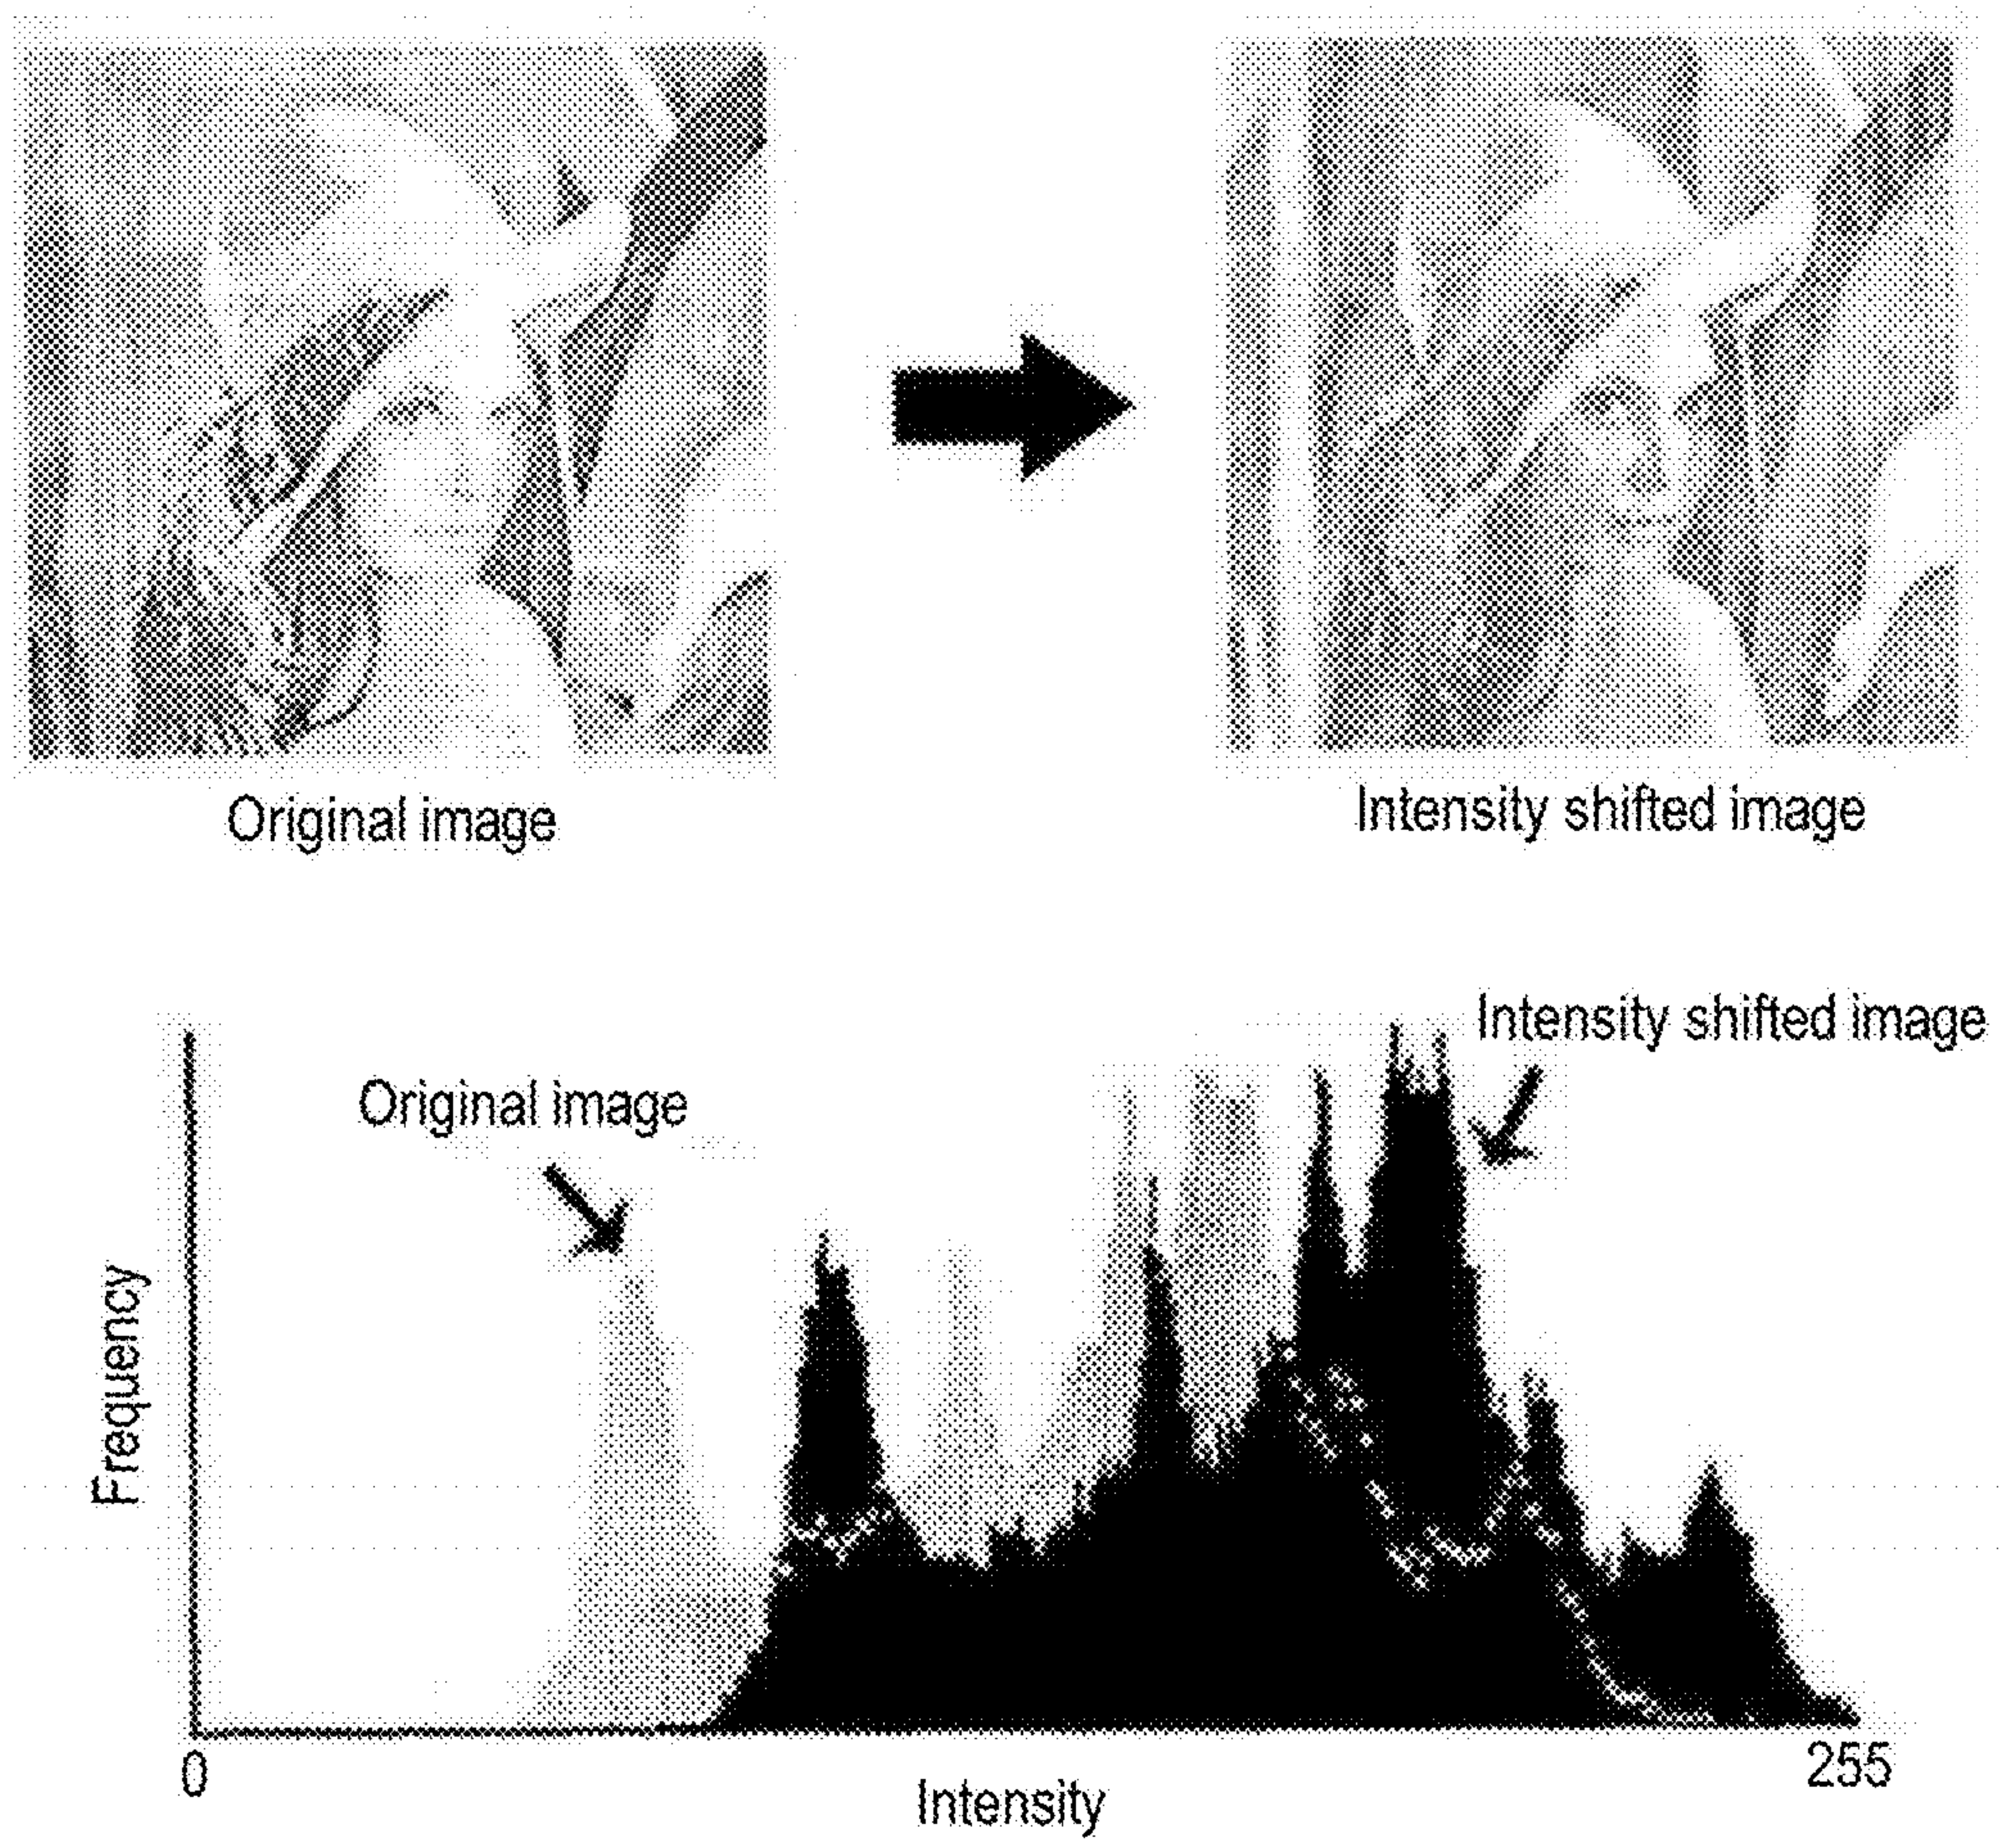 Original image
Intensity shifted image
Intensity shifted image
Original image
Frequency
0
255
Intensity